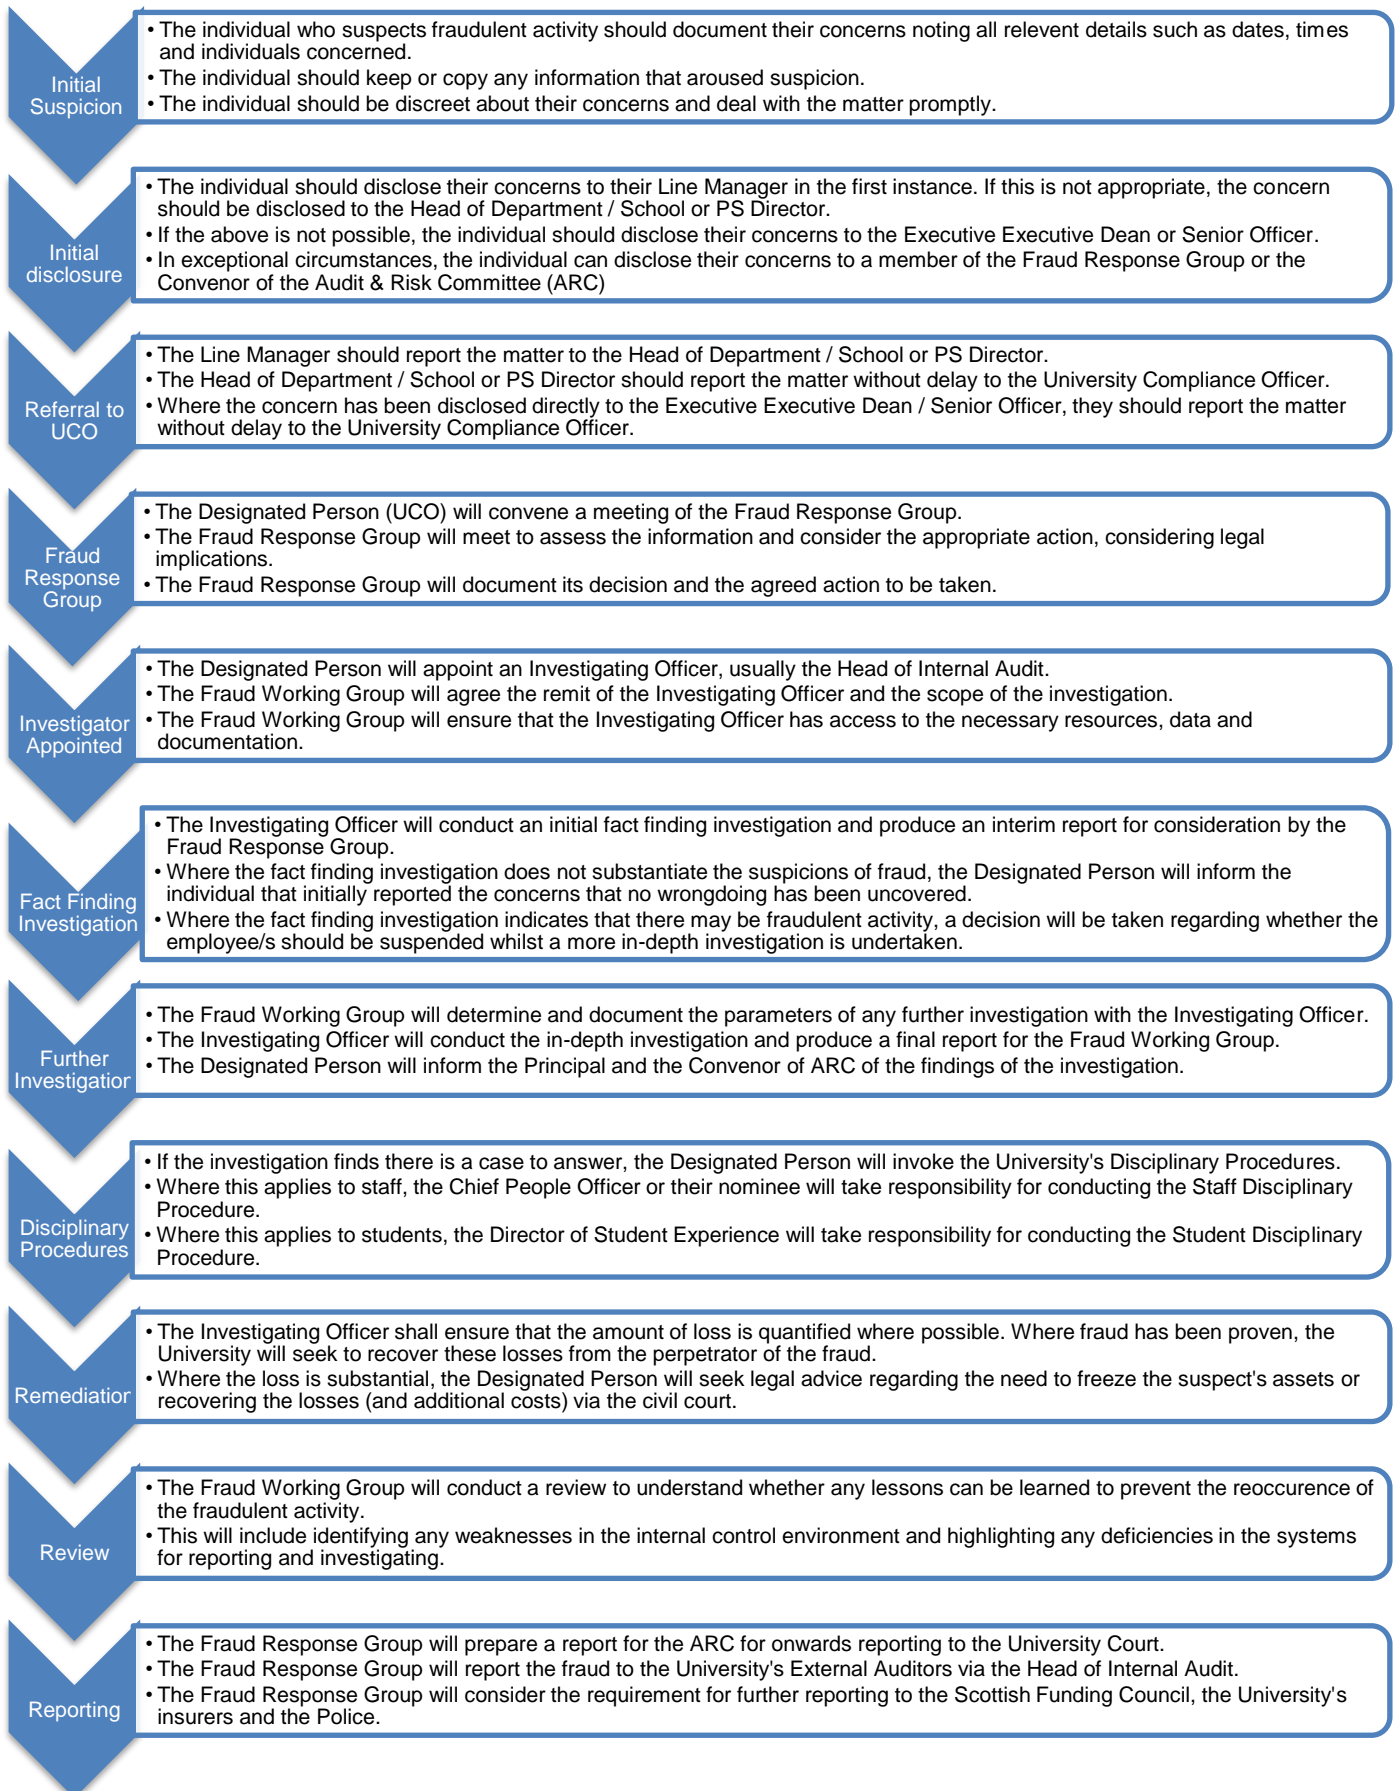 Initial
Suspicion
• The individual who suspects fraudulent activity should document their concerns noting all relevent details such as dates, times
and individuals concerned.
• The individual should keep or copy any information that aroused suspicion.
• The individual should be discreet about their concerns and deal with the matter promptly.
Initial
disclosure
• The individual should disclose their concerns to their Line Manager in the first instance. If this is not appropriate, the concern
should be disclosed to the Head of Department / School or PS Director.
• If the above is not possible, the individual should disclose their concerns to the Executive Executive Dean or Senior Officer.
• In exceptional circumstances, the individual can disclose their concerns to a member of the Fraud Response Group or the
Convenor of the Audit & Risk Committee (ARC)
Referral to
UCO
• The Line Manager should report the matter to the Head of Department / School or PS Director.
• The Head of Department / School or PS Director should report the matter without delay to the University Compliance Officer.
• Where the concern has been disclosed directly to the Executive Executive Dean / Senior Officer, they should report the matter
without delay to the University Compliance Officer.
Fraud
Response
Group
• The Designated Person (UCO) will convene a meeting of the Fraud Response Group.
• The Fraud Response Group will meet to assess the information and consider the appropriate action, considering legal
implications.
• The Fraud Response Group will document its decision and the agreed action to be taken.
Investigator
Appointed
• The Designated Person will appoint an Investigating Officer, usually the Head of Internal Audit.
• The Fraud Working Group will agree the remit of the Investigating Officer and the scope of the investigation.
• The Fraud Working Group will ensure that the Investigating Officer has access to the necessary resources, data and
documentation.
Fact Finding
Investigation
• The Investigating Officer will conduct an initial fact finding investigation and produce an interim report for consideration by the
Fraud Response Group.
• Where the fact finding investigation does not substantiate the suspicions of fraud, the Designated Person will inform the
individual that initially reported the concerns that no wrongdoing has been uncovered.
• Where the fact finding investigation indicates that there may be fraudulent activity, a decision will be taken regarding whether the
employee/s should be suspended whilst a more in-depth investigation is undertaken.
Further
Investigation
• The Fraud Working Group will determine and document the parameters of any further investigation with the Investigating Officer.
• The Investigating Officer will conduct the in-depth investigation and produce a final report for the Fraud Working Group.
• The Designated Person will inform the Principal and the Convenor of ARC of the findings of the investigation.
Disciplinary
Procedures
• If the investigation finds there is a case to answer, the Designated Person will invoke the University's Disciplinary Procedures.
• Where this applies to staff, the Chief People Officer or their nominee will take responsibility for conducting the Staff Disciplinary
Procedure.
• Where this applies to students, the Director of Student Experience will take responsibility for conducting the Student Disciplinary
Procedure.
Remediation
• The Investigating Officer shall ensure that the amount of loss is quantified where possible. Where fraud has been proven, the
University will seek to recover these losses from the perpetrator of the fraud.
• Where the loss is substantial, the Designated Person will seek legal advice regarding the need to freeze the suspect's assets or
recovering the losses (and additional costs) via the civil court.
Review
• The Fraud Working Group will conduct a review to understand whether any lessons can be learned to prevent the reoccurence of
the fraudulent activity.
• This will include identifying any weaknesses in the internal control environment and highlighting any deficiencies in the systems
for reporting and investigating.
Reporting
• The Fraud Response Group will prepare a report for the ARC for onwards reporting to the University Court.
• The Fraud Response Group will report the fraud to the University's External Auditors via the Head of Internal Audit.
• The Fraud Response Group will consider the requirement for further reporting to the Scottish Funding Council, the University's
insurers and the Police.